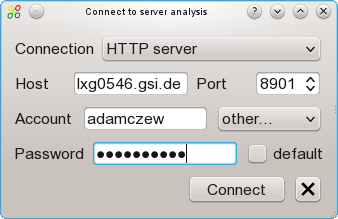 Connect to server analysis
Connection HTTP server
Host lxg0546.gsi.de Port 8901
Account adamczew other...
Password ●●●●●●●●●● default
Connect